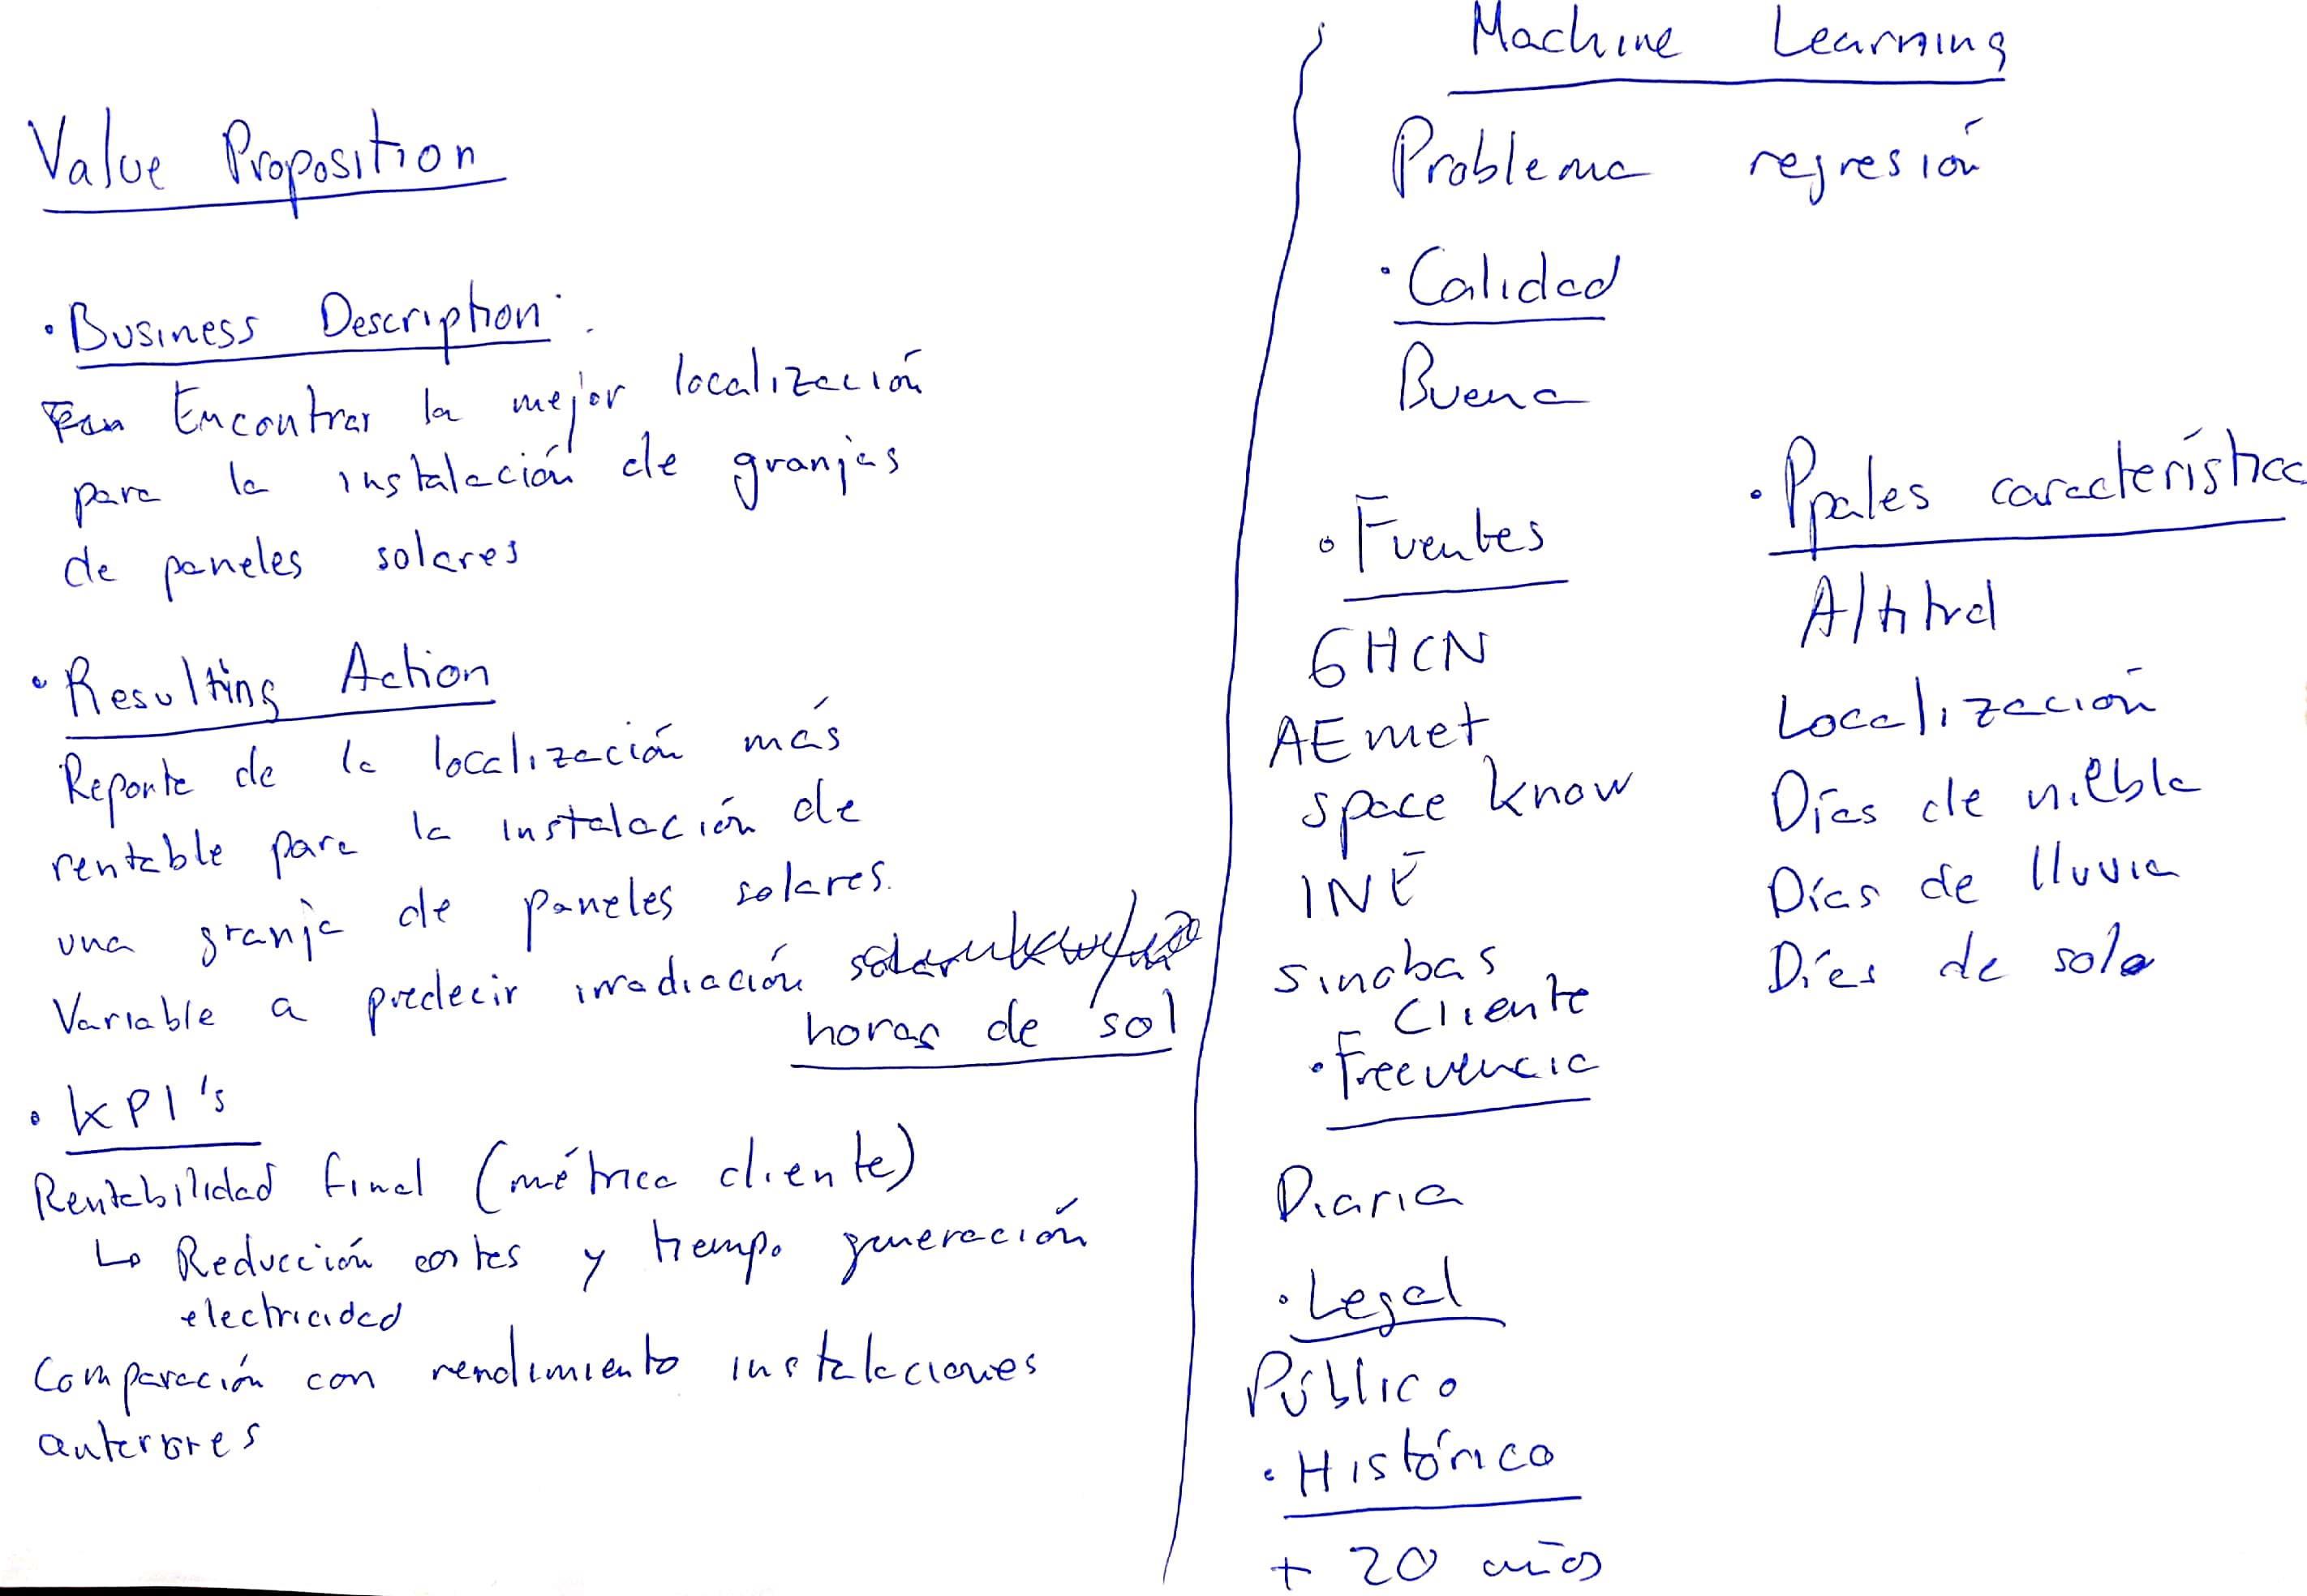 Value Proposition
· Business Description:
Encontrar la mejor localización
para la instalación de granjas
de paneles solares
· Resulting Action
Reporte de la localización más
rentable para la instalación de
una granja de paneles solares.
Variable a predecir irradiación
horas de sol
· KPI's
Rentabilidad final (métrica cliente)
↳ Reducción costes y tiempo generación
electricidad
Comparación con rendimiento instalaciones
anteriores
Machine Learning
Problema regresión
· Calidad
Buena
· Fuentes
GHCN
AEmet
Space Know
INE
sinobas
Cliente
· Frecuencia
Diaria
· Legal
Público
· Histórico
+ 20 años
· Ppales característica
Altitud
Localización
Días de niebla
Días de lluvia
Días de sol